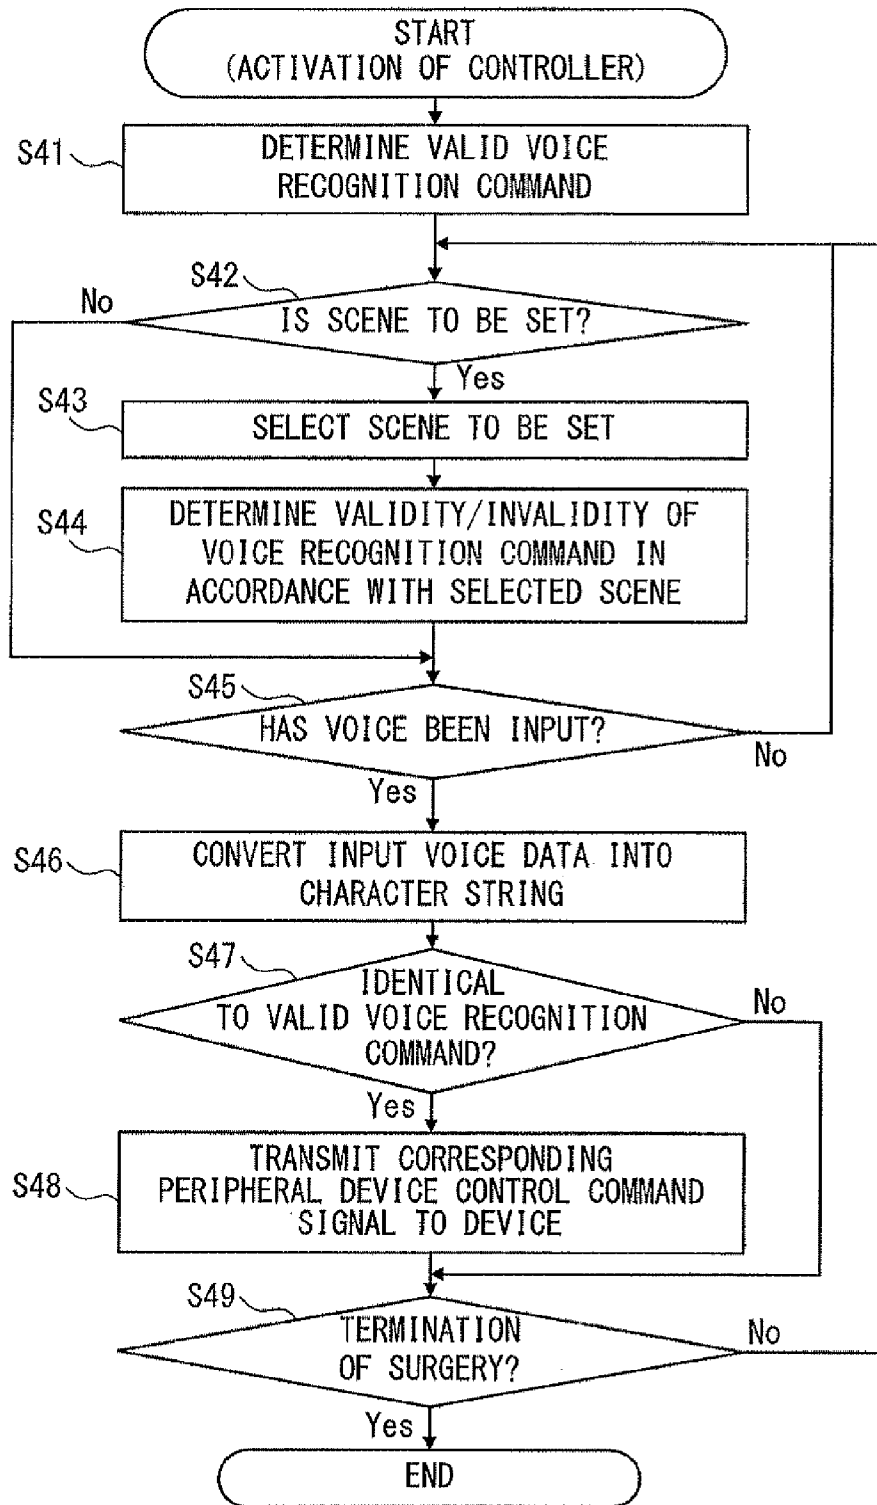 START
(ACTIVATION OF CONTROLLER)
S41
DETERMINE VALID VOICE
RECOGNITION COMMAND
S42
No
IS SCENE TO BE SET?
Yes
S43
SELECT SCENE TO BE SET
S44
DETERMINE VALIDITY/INVALIDITY OF
VOICE RECOGNITION COMMAND IN
ACCORDANCE WITH SELECTED SCENE
S45
HAS VOICE BEEN INPUT?
No
Yes
S46
CONVERT INPUT VOICE DATA INTO
CHARACTER STRING
S47
IDENTICAL
TO VALID VOICE RECOGNITION
COMMAND?
No
Yes
S48
TRANSMIT CORRESPONDING
PERIPHERAL DEVICE CONTROL COMMAND
SIGNAL TO DEVICE
S49
TERMINATION
OF SURGERY?
No
Yes
END